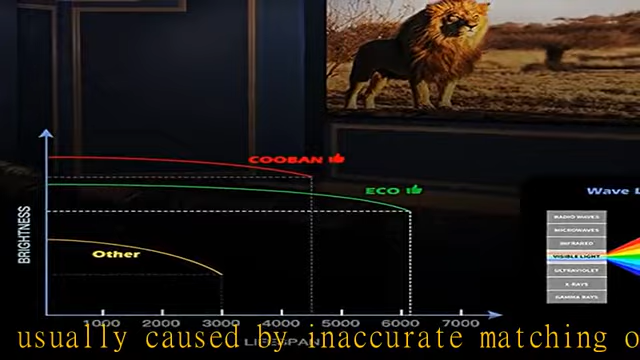 COOBAN
ECO
Wave L
BRIGHTNESS
Other
RADIO WAVES
MICROWAVES
INFRARED
VISIBLE LIGHT
ULTRAVIOLET
X-RAYS
GAMMA RAYS
1000 2000 3000 4000 5000 6000 7000
LIFESPAN
usually caused by inaccurate matching o